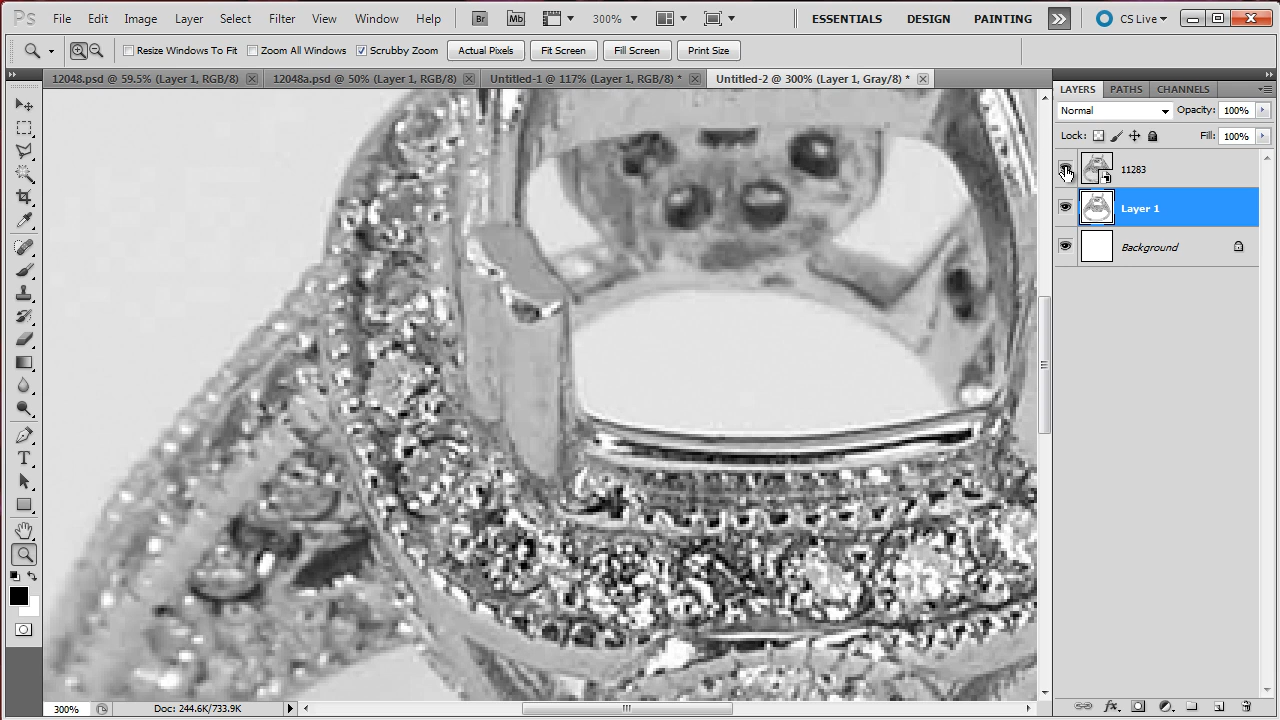 Ps File Edit Image Layer Select Filter View Window Help Br Mb 300% ESSENTIALS DESIGN PAINTING CS Live
Resize Windows To Fit Zoom All Windows Scrubby Zoom Actual Pixels Fit Screen Fill Screen Print Size
12048.psd @ 59.5% (Layer 1, RGB/8) 12048a.psd @ 50% (Layer 1, RGB/8) Untitled-1 @ 117% (Layer 1, RGB/8) * Untitled-2 @ 300% (Layer 1, Gray/8) *
LAYERS PATHS CHANNELS
Normal Opacity: 100%
Lock: Fill: 100%
11283
Layer 1
Background
T
fx
300% Doc: 244.6K/733.9K